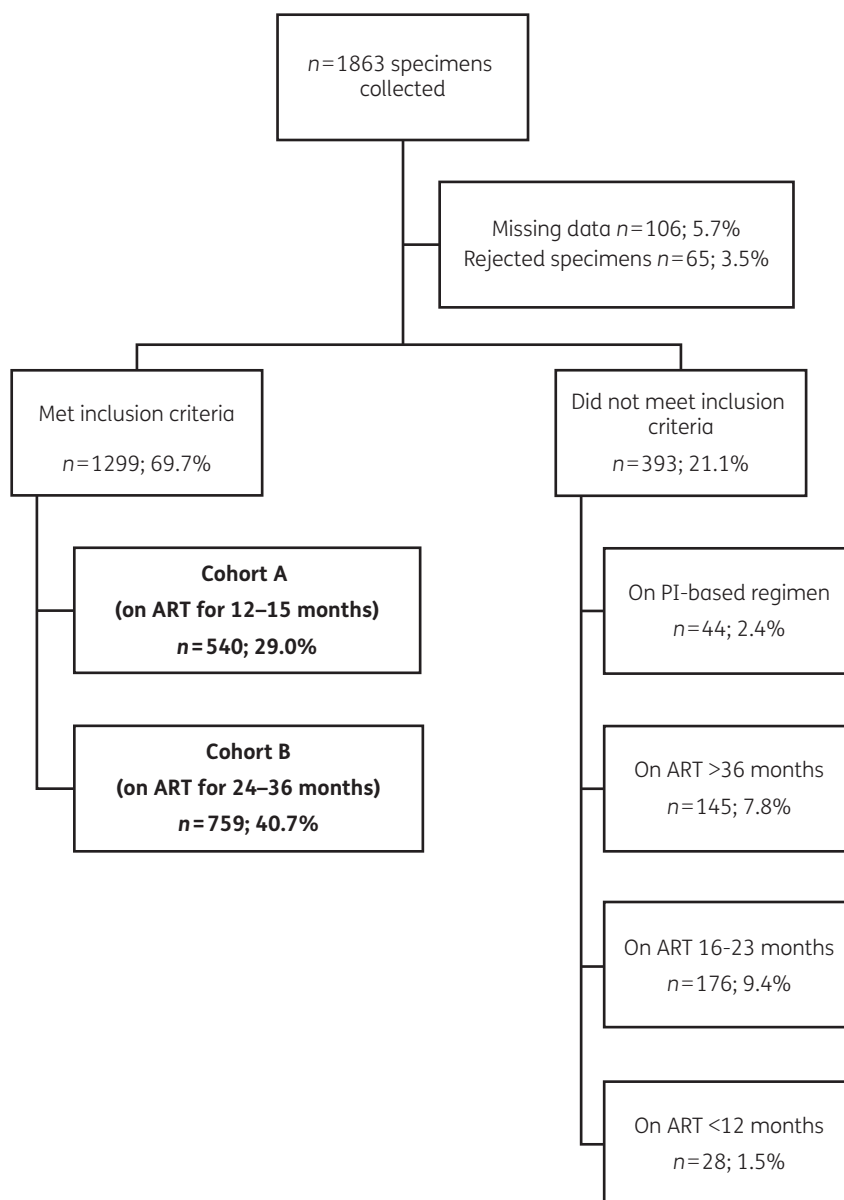 n=1863 specimens
collected
Missing data n=106; 5.7%
Rejected specimens n=65; 3.5%
Met inclusion criteria
n=1299; 69.7%
Did not meet inclusion
criteria
n=393; 21.1%
Cohort A
(on ART for 12–15 months)
n=540; 29.0%
Cohort B
(on ART for 24–36 months)
n=759; 40.7%
On PI-based regimen
n=44; 2.4%
On ART >36 months
n=145; 7.8%
On ART 16-23 months
n=176; 9.4%
On ART <12 months
n=28; 1.5%